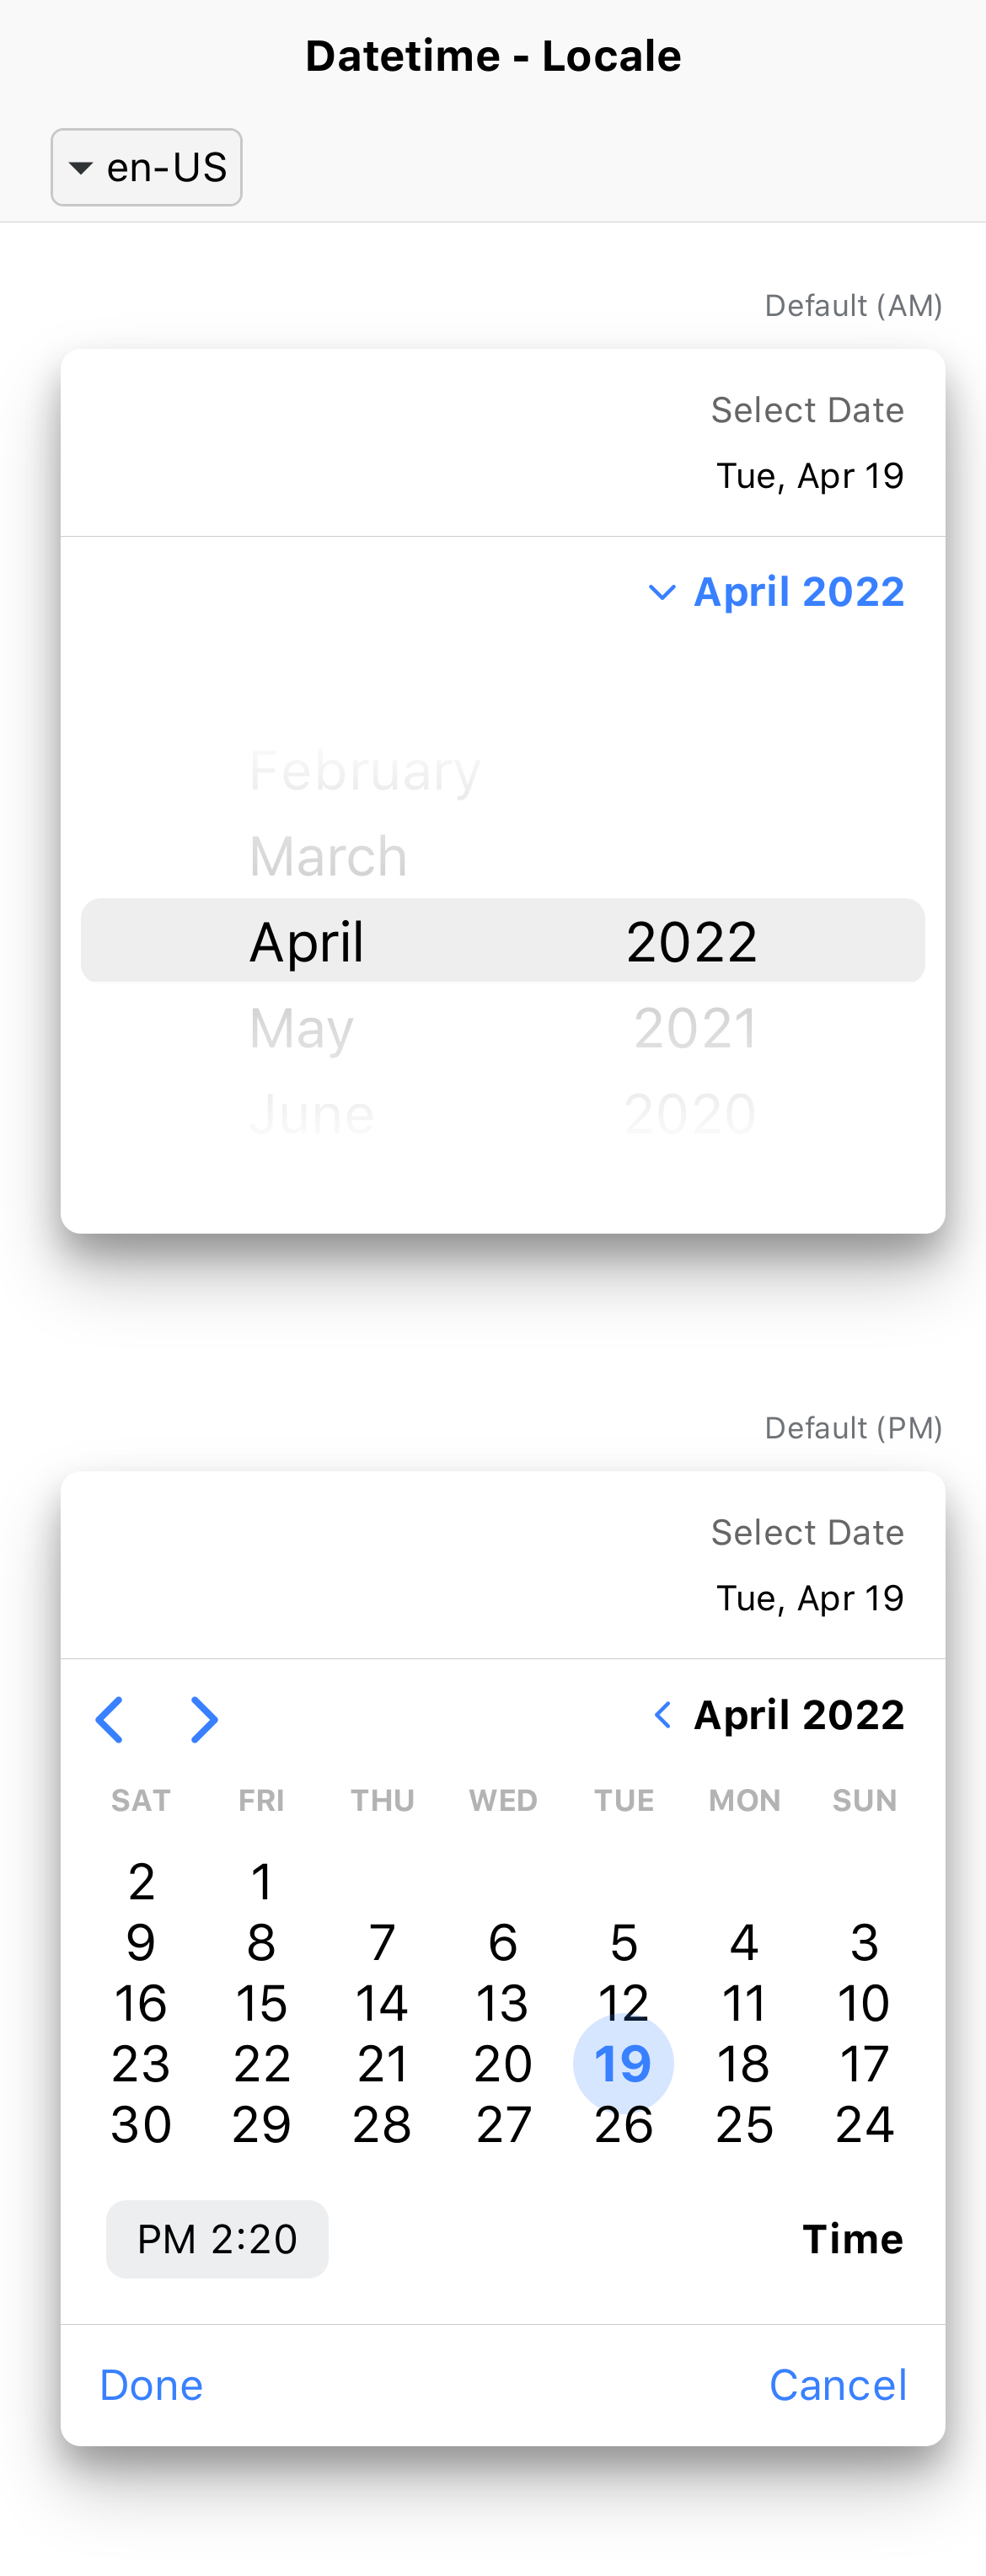 Datetime - Locale
en-US
Default (AM)
Select Date
Tue, Apr 19
April 2022
February
March
April 2022
May 2021
June 2020
Default (PM)
Select Date
Tue, Apr 19
April 2022
SAT FRI THU WED TUE MON SUN
2 1
9 8 7 6 5 4 3
16 15 14 13 12 11 10
23 22 21 20 19 18 17
30 29 28 27 26 25 24
PM 2:20 Time
Done Cancel